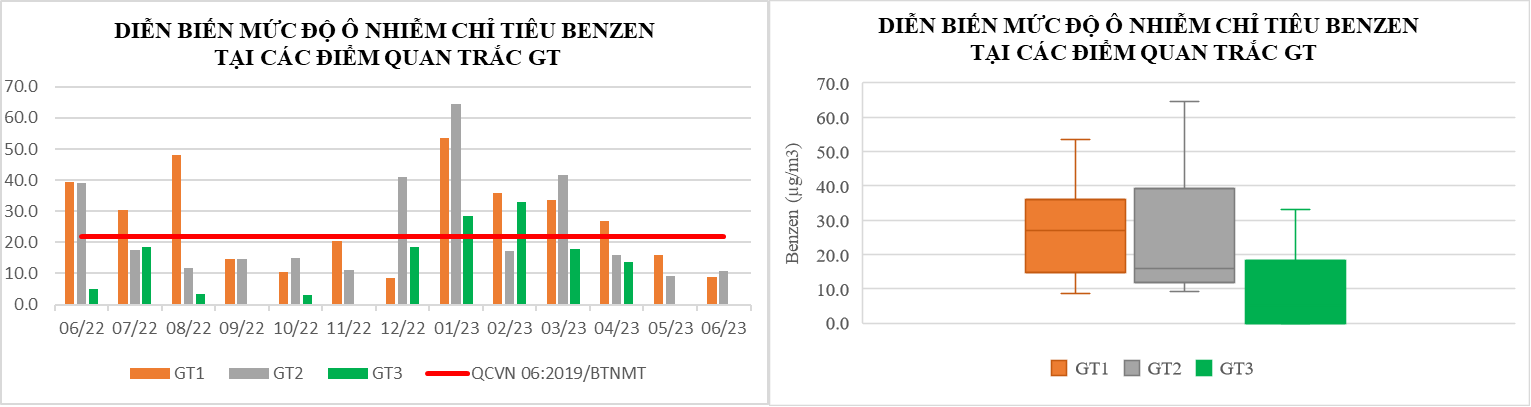 DIỄN BIẾN MỨC ĐỘ Ô NHIỄM CHỈ TIÊU BENZEN
TẠI CÁC ĐIỂM QUAN TRẮC GT
70.0
60.0
50.0
40.0
30.0
20.0
10.0
0.0
06/22 07/22 08/22 09/22 10/22 11/22 12/22 01/23 02/23 03/23 04/23 05/23 06/23
GT1 GT2 GT3 QCVN 06:2019/BTNMT
DIỄN BIẾN MỨC ĐỘ Ô NHIỄM CHỈ TIÊU BENZEN
TẠI CÁC ĐIỂM QUAN TRẮC GT
Benzen (µg/m3)
70.0
60.0
50.0
40.0
30.0
20.0
10.0
0.0
GT1 GT2 GT3